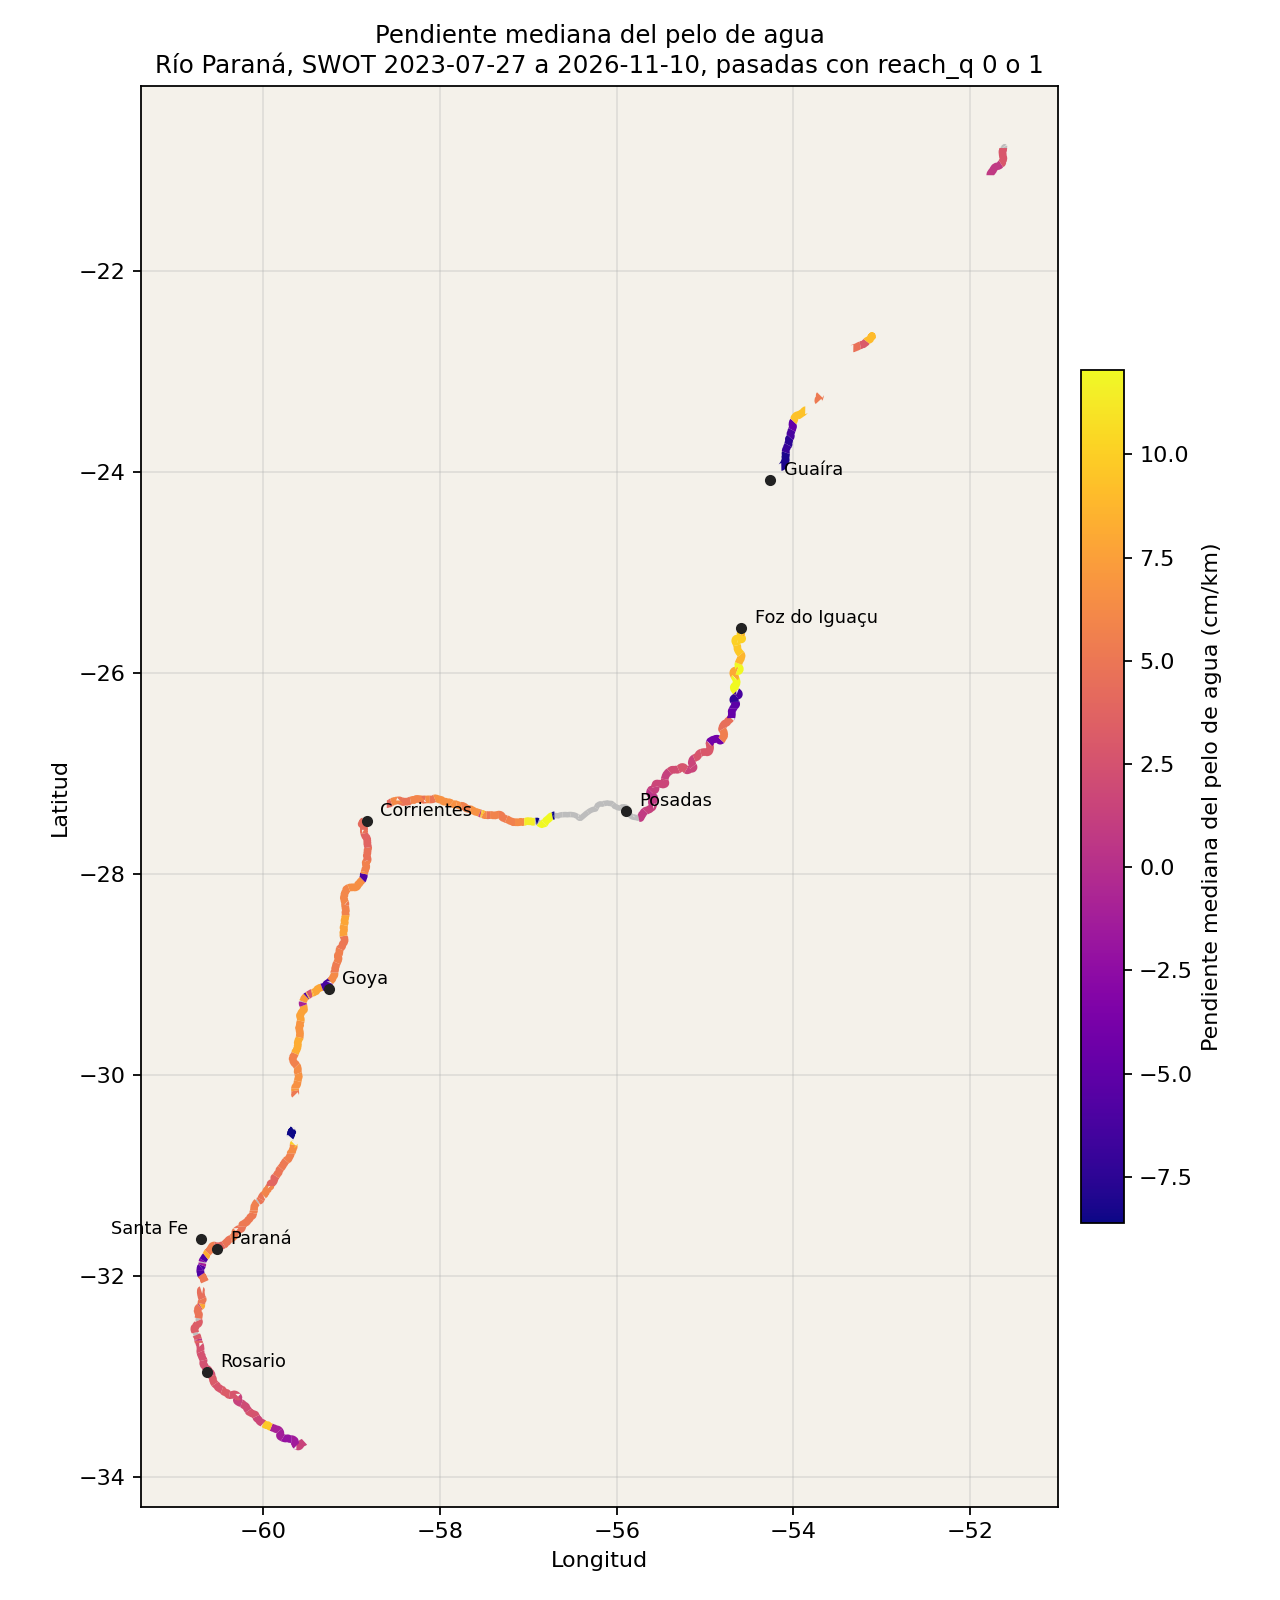 Pendiente mediana del pelo de agua
Río Paraná, SWOT 2023-07-27 a 2026-11-10, pasadas con reach_q 0 o 1
−22
−24
−26
−28
−30
−32
−34
Latitud
−60
−58
−56
−54
−52
Longitud
Guaíra
Foz do Iguaçu
Posadas
Corrientes
Goya
Santa Fe
Paraná
Rosario
10.0
7.5
5.0
2.5
0.0
−2.5
−5.0
−7.5
Pendiente mediana del pelo de agua (cm/km)